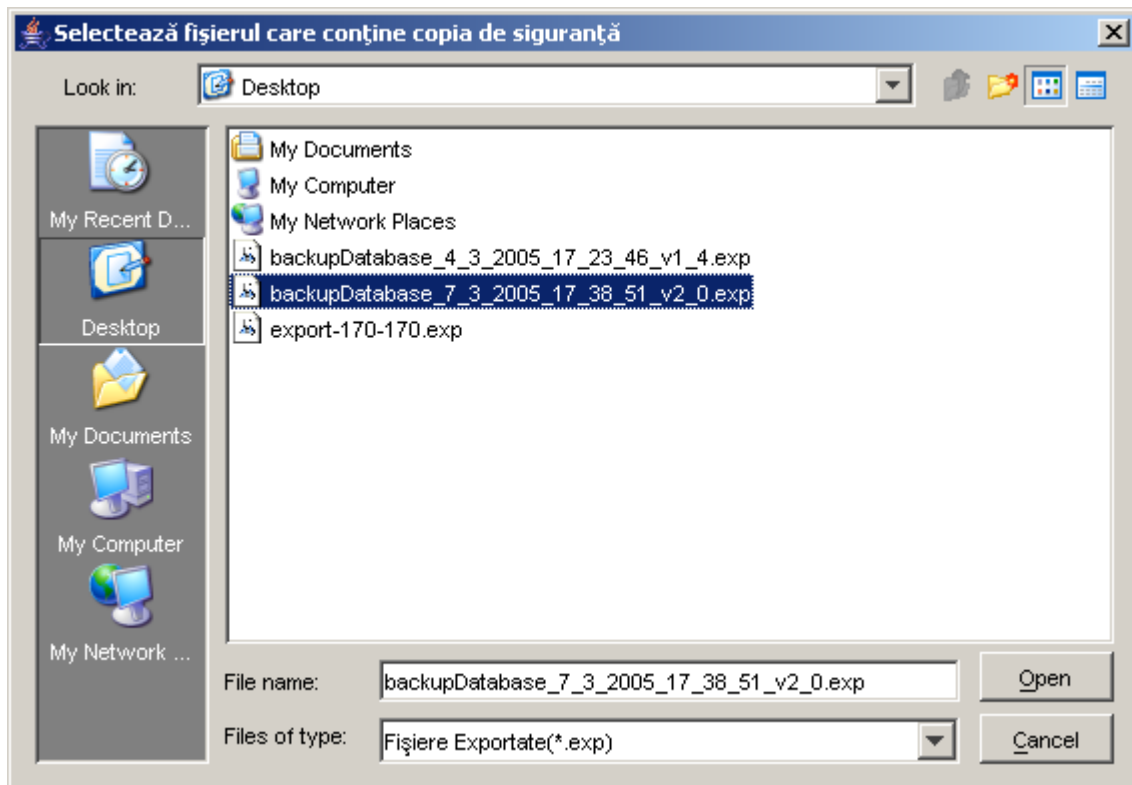 Selectează fişierul care conţine copia de siguranţă
Look in:
Desktop
My Recent D...
Desktop
My Documents
My Computer
My Network ...
My Documents
My Computer
My Network Places
backupDatabase_4_3_2005_17_23_46_v1_4.exp
backupDatabase_7_3_2005_17_38_51_v2_0.exp
export-170-170.exp
File name:
backupDatabase_7_3_2005_17_38_51_v2_0.exp
Open
Files of type:
Fişiere Exportate(*.exp)
Cancel